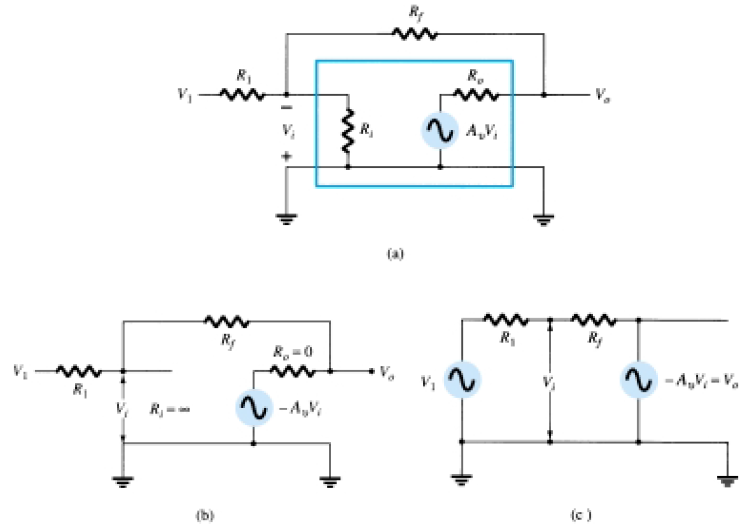 R_f
R_1
R_o
V_1
−
V_i
+
R_i
A_vV_i
V_o
(a)
R_f
R_o = 0
V_1
R_1
V_i
R_i = ∞
−A_vV_i
V_o
(b)
R_1
R_f
V_1
V_i
−A_vV_i = V_o
(c)